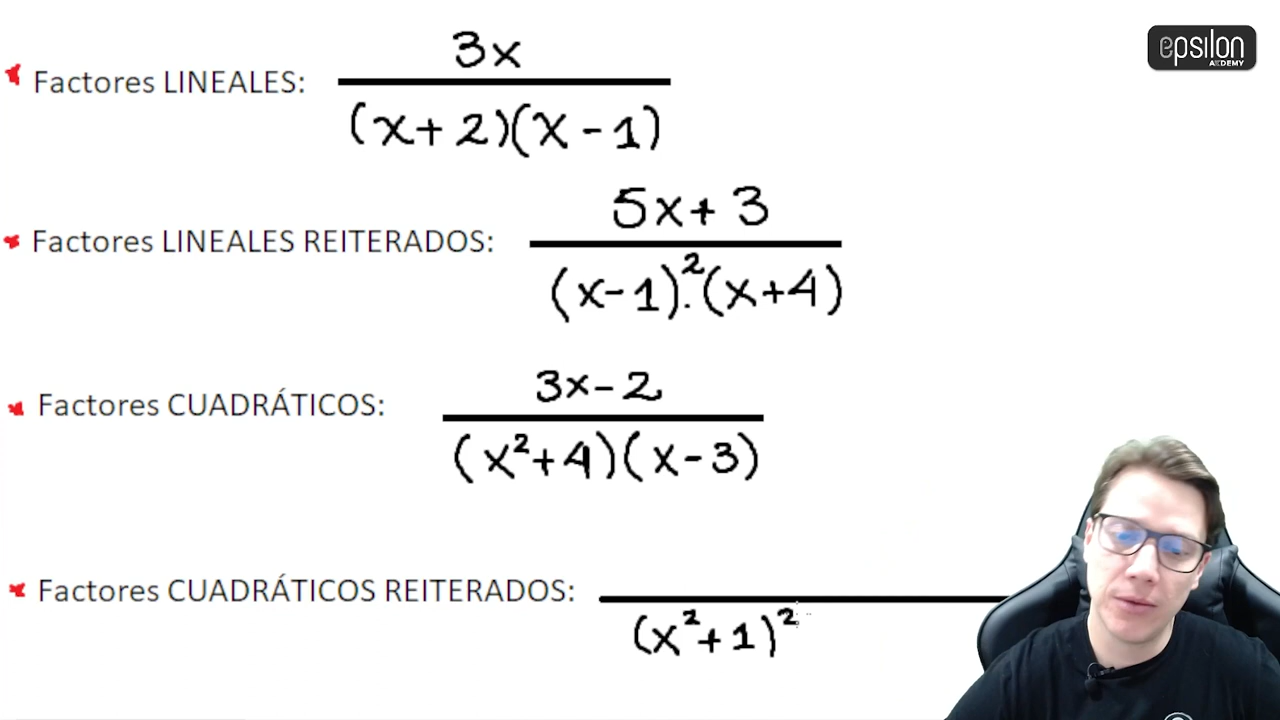 epsilon
AKDEMY
Factores LINEALES:
3x
(x+2)(x-1)
Factores LINEALES REITERADOS:
5x+3
(x-1)².(x+4)
Factores CUADRÁTICOS:
3x-2
(x²+4)(x-3)
Factores CUADRÁTICOS REITERADOS:
(x²+1)²